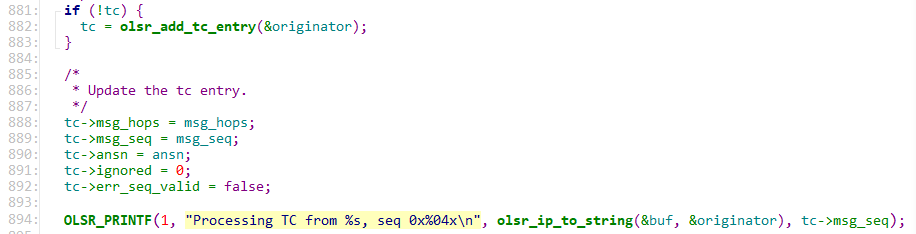 881: if (!tc) {
882: tc = olsr_add_tc_entry(&originator);
883: }
884:
885: /*
886: * Update the tc entry.
887: */
888: tc->msg_hops = msg_hops;
889: tc->msg_seq = msg_seq;
890: tc->ansn = ansn;
891: tc->ignored = 0;
892: tc->err_seq_valid = false;
893:
894: OLSR_PRINTF(1, "Processing TC from %s, seq 0x%04x\n", olsr_ip_to_string(&buf, &originator), tc->msg_seq);